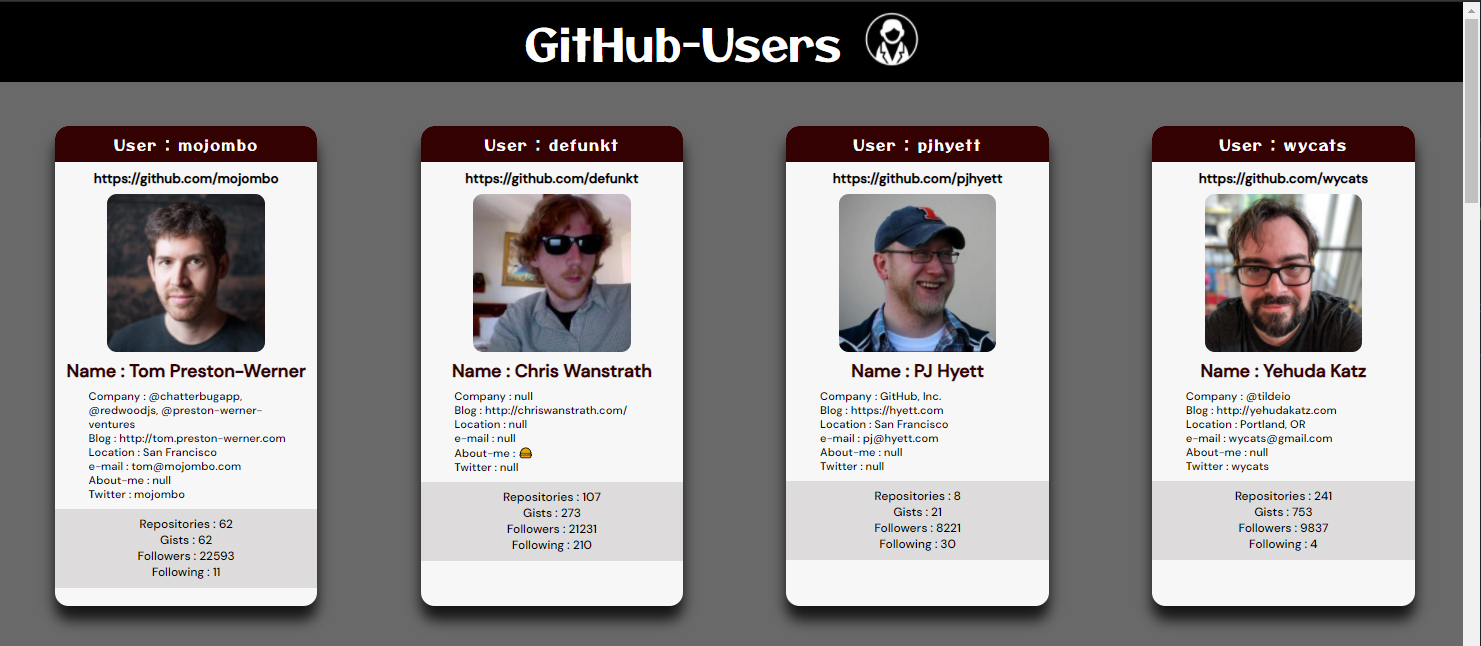 GitHub-Users
User : mojombo
https://github.com/mojombo
Name : Tom Preston-Werner
Company : @chatterbugapp,
@redwoodjs, @preston-werner-
ventures
Blog : http://tom.preston-werner.com
Location : San Francisco
e-mail : tom@mojombo.com
About-me : null
Twitter : mojombo
Repositories : 62
Gists : 62
Followers : 22593
Following : 11
User : defunkt
https://github.com/defunkt
Name : Chris Wanstrath
Company : null
Blog : http://chriswanstrath.com/
Location : null
e-mail : null
About-me : 🍔
Twitter : null
Repositories : 107
Gists : 273
Followers : 21231
Following : 210
User : pjhyett
https://github.com/pjhyett
Name : PJ Hyett
Company : GitHub, Inc.
Blog : https://hyett.com
Location : San Francisco
e-mail : pj@hyett.com
About-me : null
Twitter : null
Repositories : 8
Gists : 21
Followers : 8221
Following : 30
User : wycats
https://github.com/wycats
Name : Yehuda Katz
Company : @tildeio
Blog : http://yehudakatz.com
Location : Portland, OR
e-mail : wycats@gmail.com
About-me : null
Twitter : wycats
Repositories : 241
Gists : 753
Followers : 9837
Following : 4